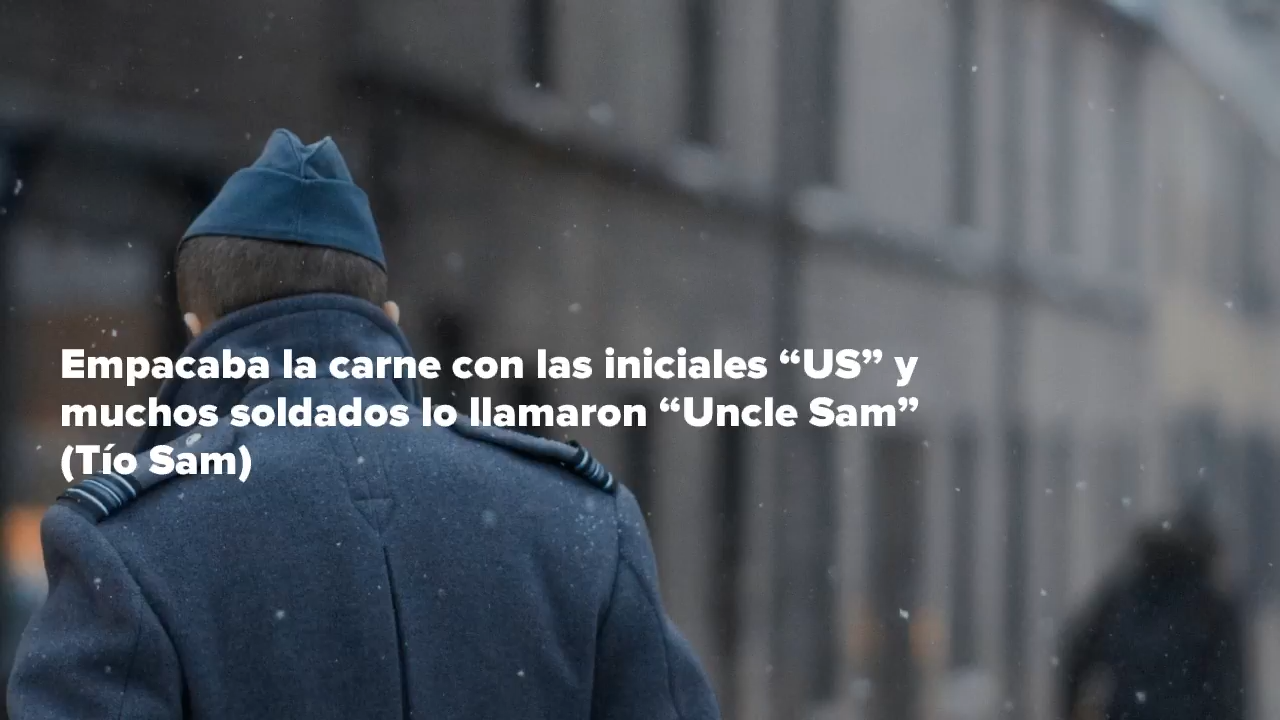 Empacaba la carne con las iniciales “US” y
muchos soldados lo llamaron “Uncle Sam”
(Tío Sam)